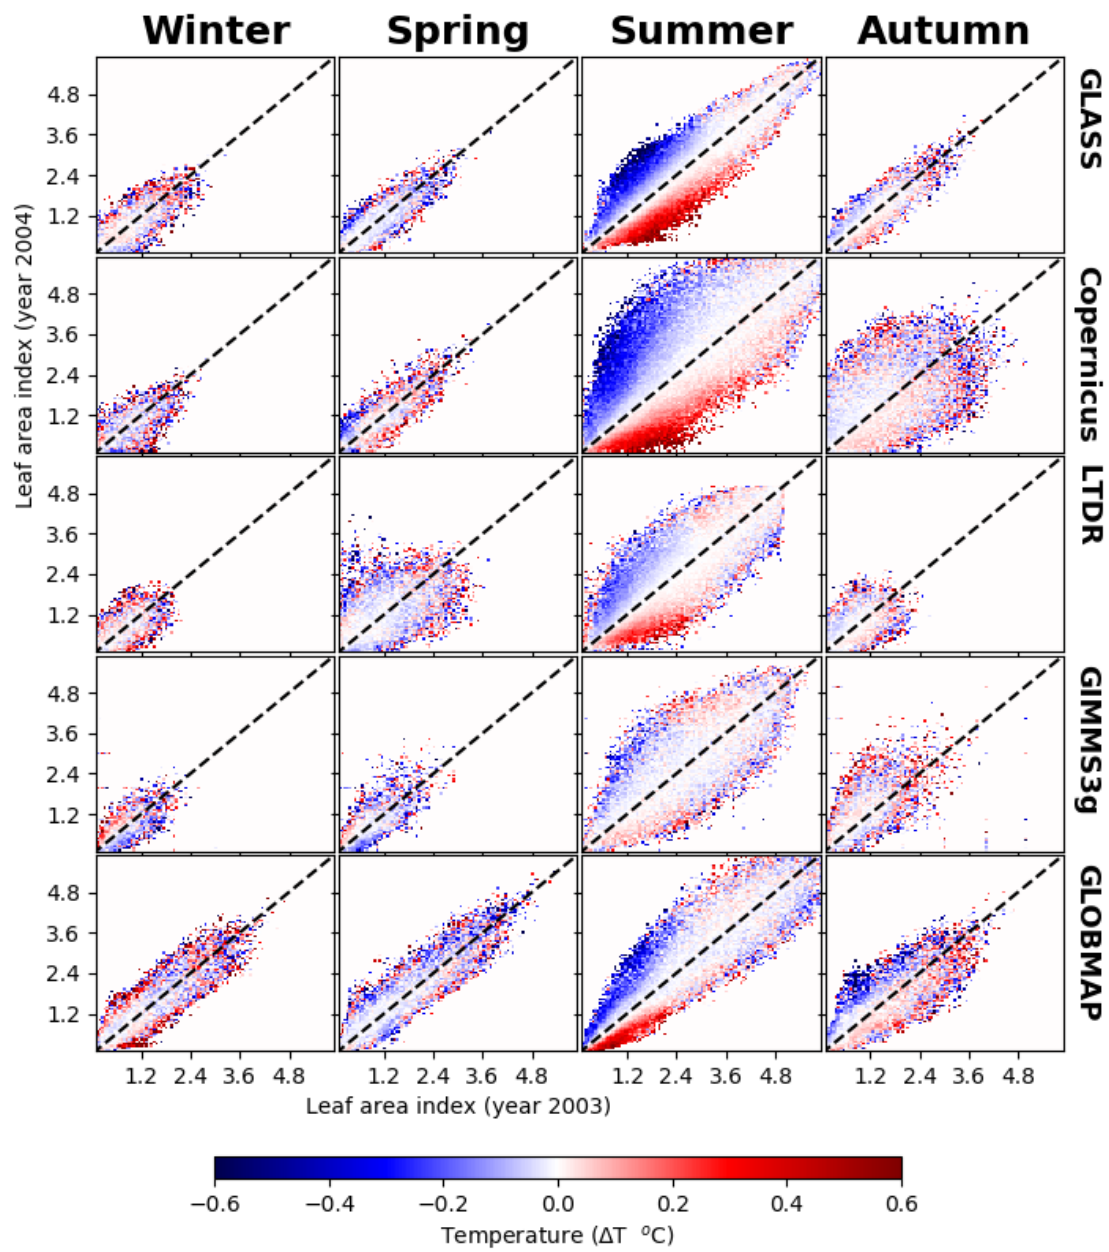 Winter Spring Summer Autumn
GLASS
4.8
3.6
2.4
1.2
Copernicus
4.8
3.6
2.4
1.2
Leaf area index (year 2004)
LTDR
4.8
3.6
2.4
1.2
GIMMS3g
4.8
3.6
2.4
1.2
GLOBMAP
4.8
3.6
2.4
1.2
1.2 2.4 3.6 4.8 1.2 2.4 3.6 4.8 1.2 2.4 3.6 4.8 1.2 2.4 3.6 4.8
Leaf area index (year 2003)
−0.6 −0.4 −0.2 0.0 0.2 0.4 0.6
Temperature (ΔT °C)